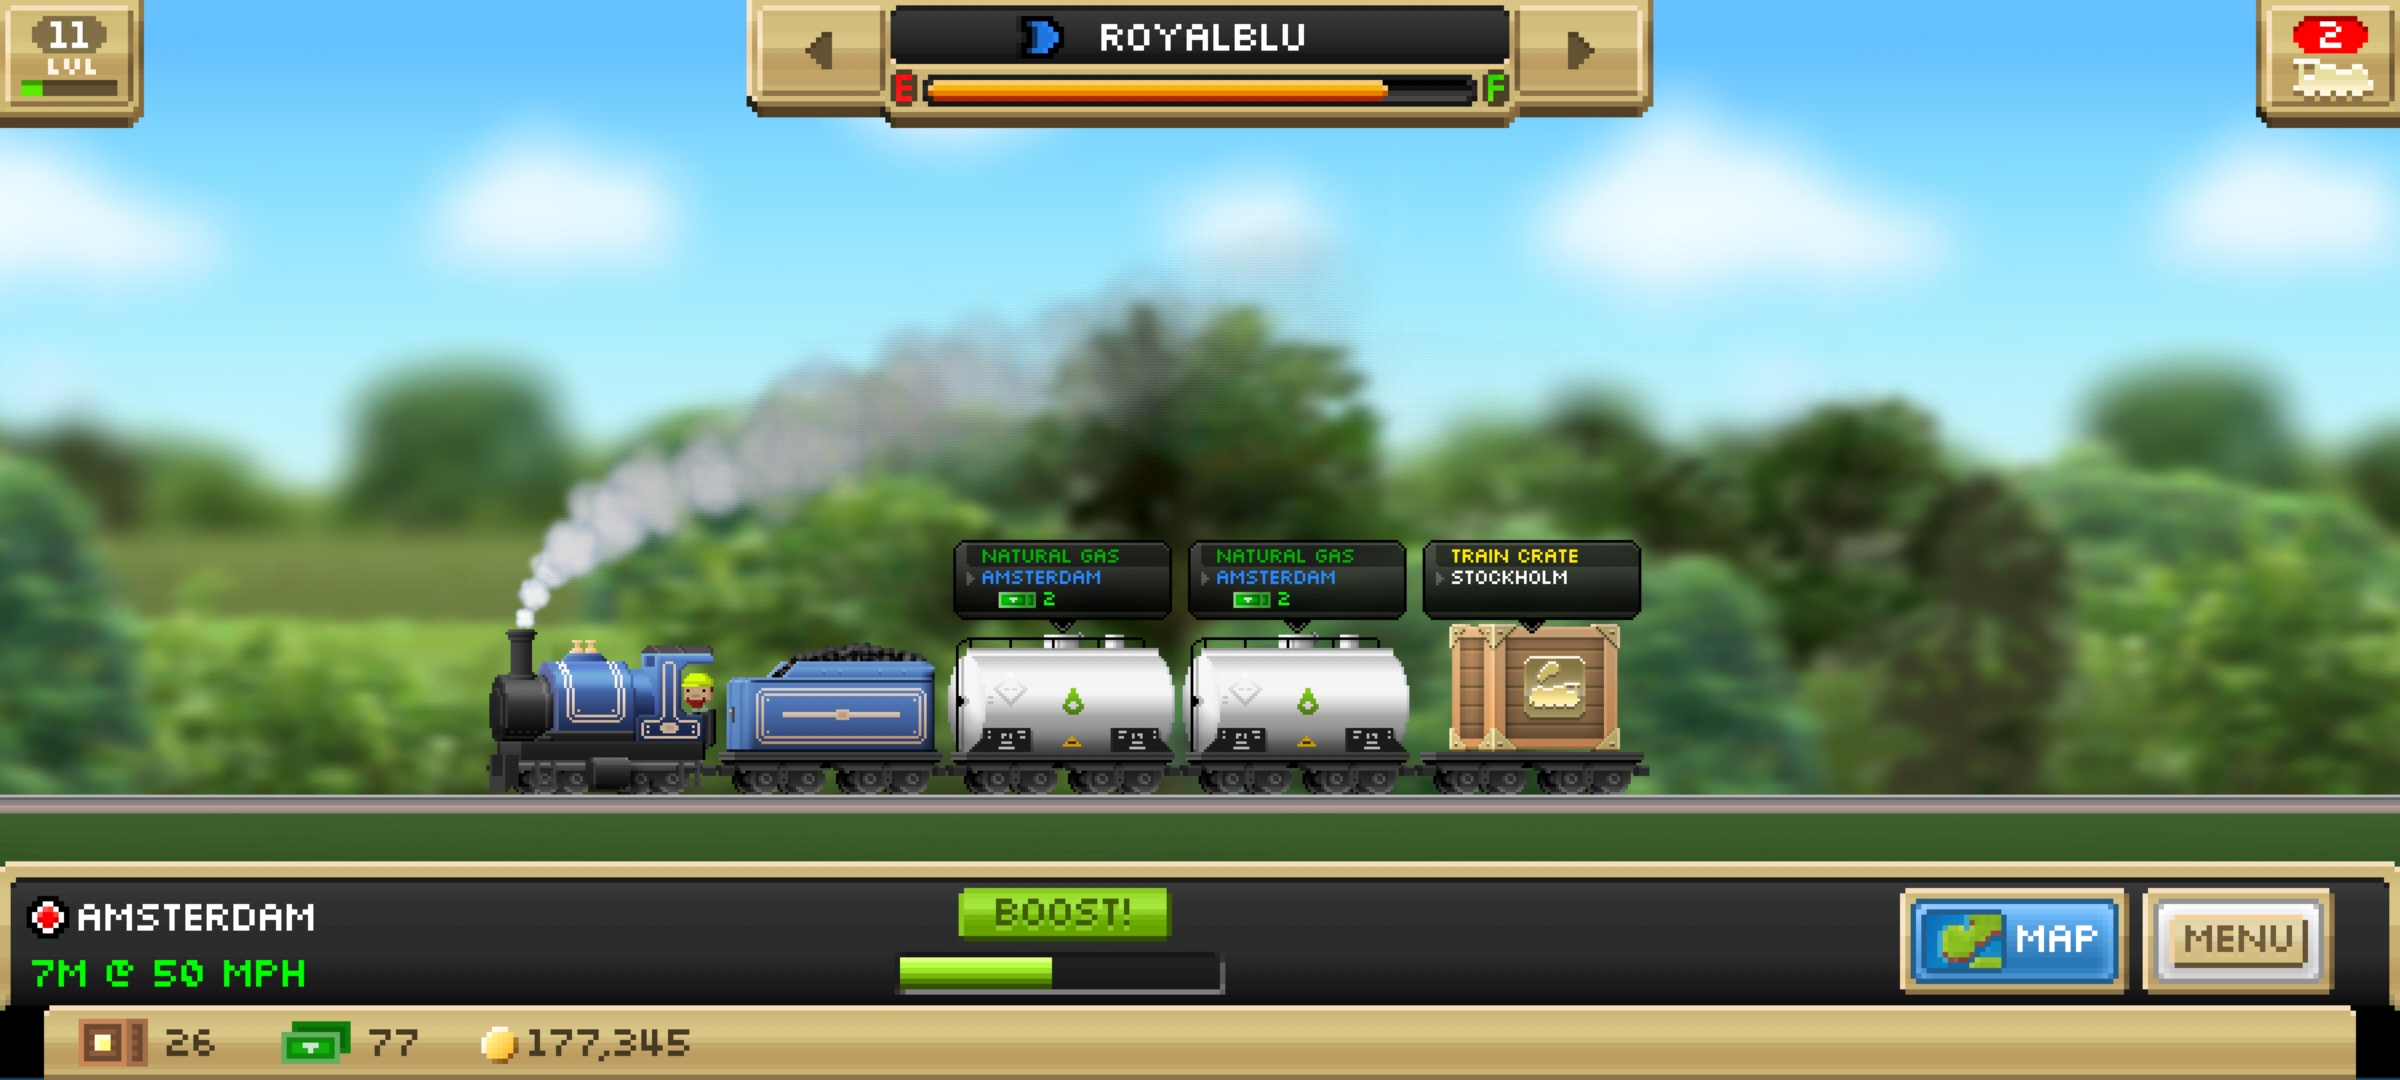 11
LVL
ROYALBLU
E F
2
NATURAL GAS
AMSTERDAM
2
NATURAL GAS
AMSTERDAM
2
TRAIN CRATE
STOCKHOLM
AMSTERDAM
7M @ 50 MPH
BOOST!
MAP
MENU
26
77
177,345